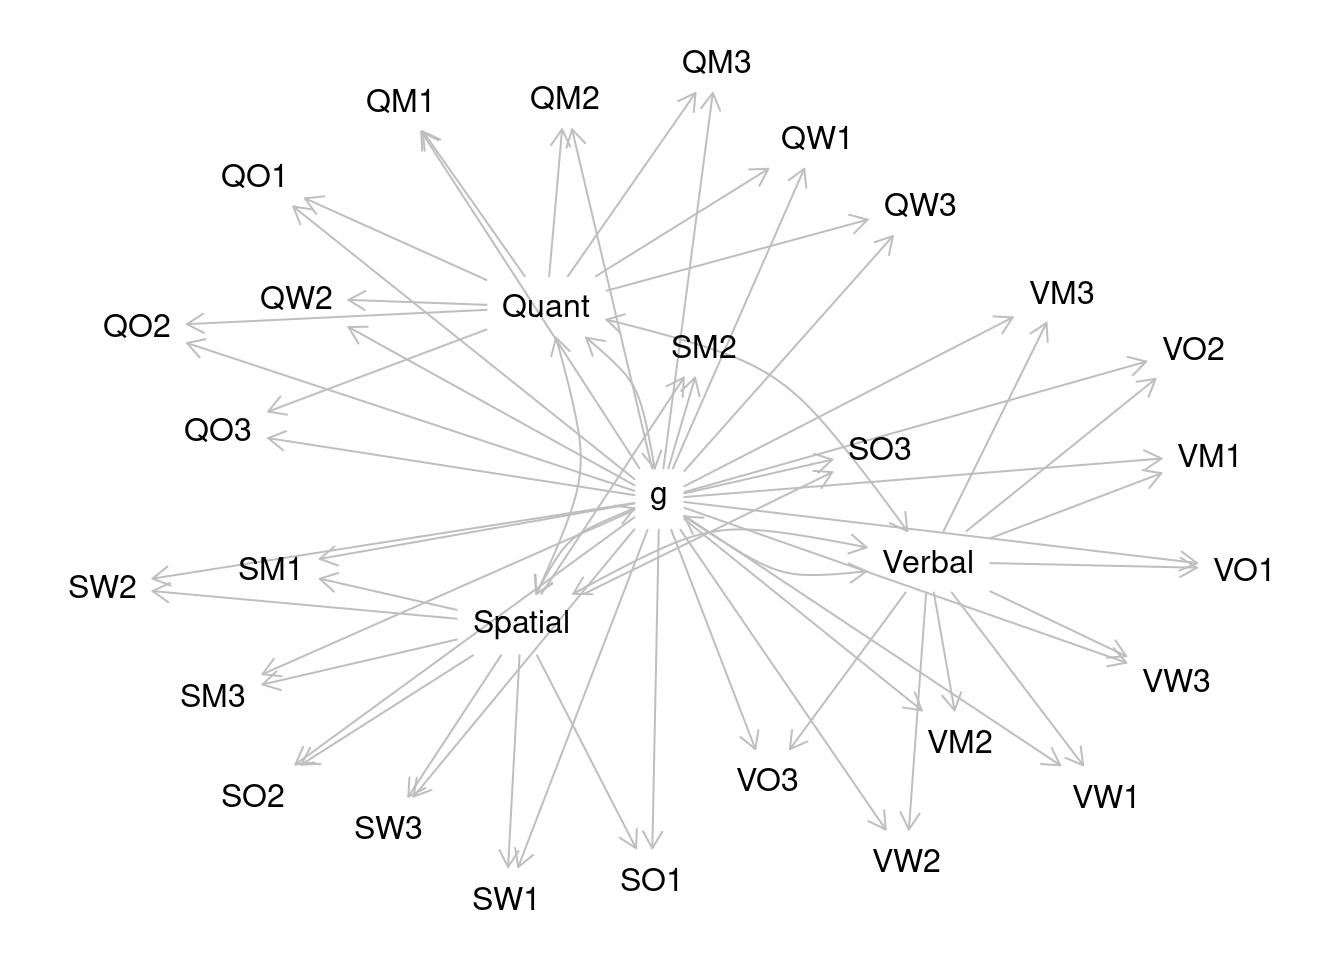 QM3
QM1
QM2
QW1
QO1
QW3
QW2
Quant
VM3
QO2
SM2
VO2
QO3
SO3
VM1
g
SM1
Verbal
VO1
SW2
Spatial
SM3
VW3
VM2
SO2
VO3
VW1
SW3
VW2
SO1
SW1